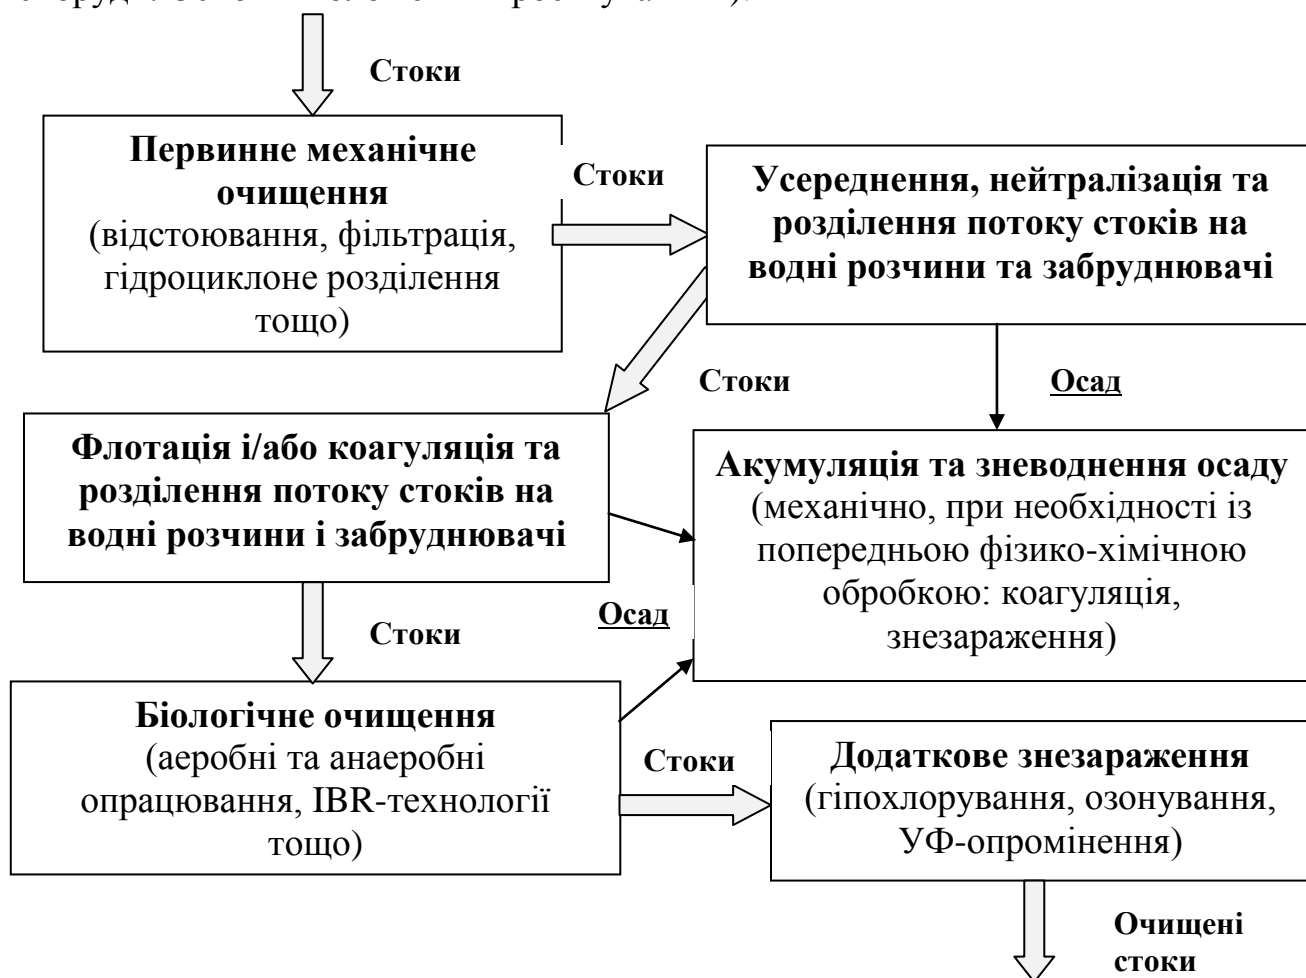 Стоки
Первинне механічне
очищення
(відстоювання, фільтрація,
гідроциклоне розділення
тощо)
Стоки
Усереднення, нейтралізація та
розділення потоку стоків на
водні розчини та забруднювачі
Стоки
Осад
Флотація і/або коагуляція та
розділення потоку стоків на
водні розчини і забруднювачі
Акумуляція та зневоднення осаду
(механічно, при необхідності із
попередньою фізико-хімічною
обробкою: коагуляція,
знезараження)
Осад
Стоки
Біологічне очищення
(аеробні та анаеробні
опрацювання, IBR-технології
тощо)
Стоки
Додаткове знезараження
(гіпохлорування, озонування,
УФ-опромінення)
Очищені
стоки